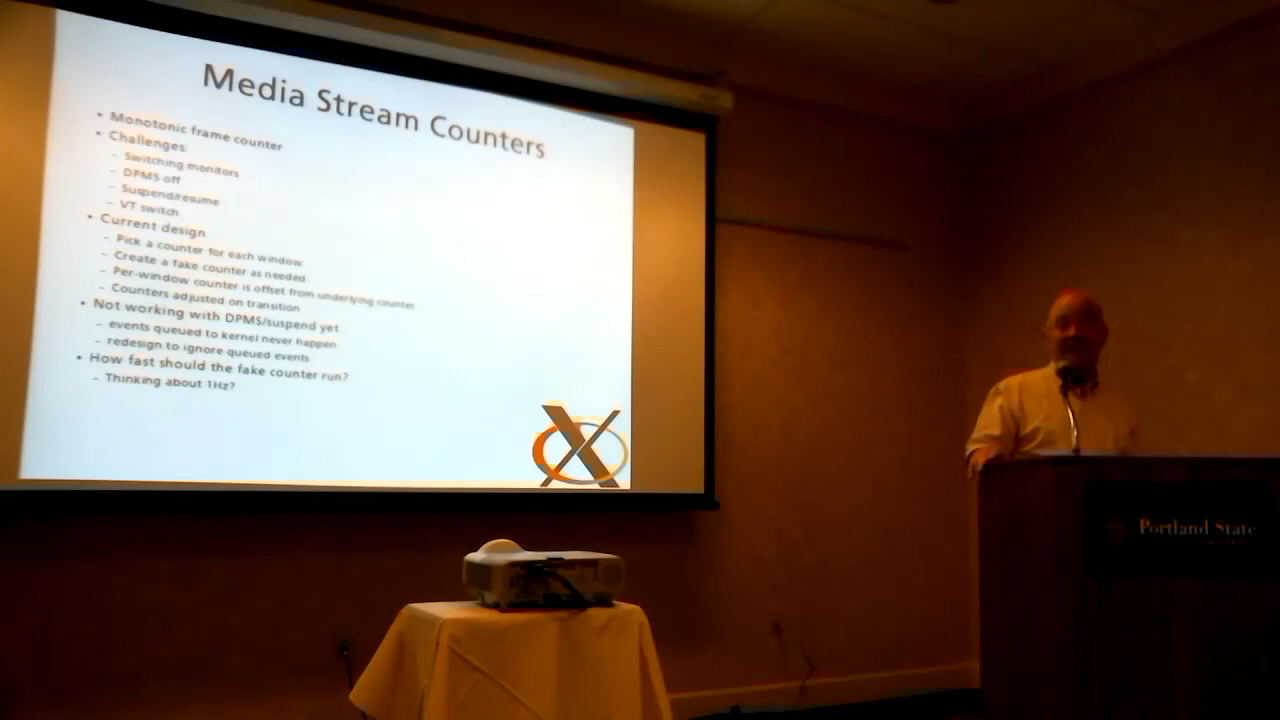 Media Stream Counters
• Monotonic frame counter
• Challenges:
– Switching monitors
– DPMS off
– Suspend/resume
– VT switch
• Current design
– Pick a counter for each window
– Create a fake counter as needed
– Per-window counter is offset from underlying counter
– Counters adjusted on transition
• Not working with DPMS/suspend yet
– events queued to kernel never happen
– redesign to ignore queued events
• How fast should the fake counter run?
– Thinking about 1Hz?
X
Portland State